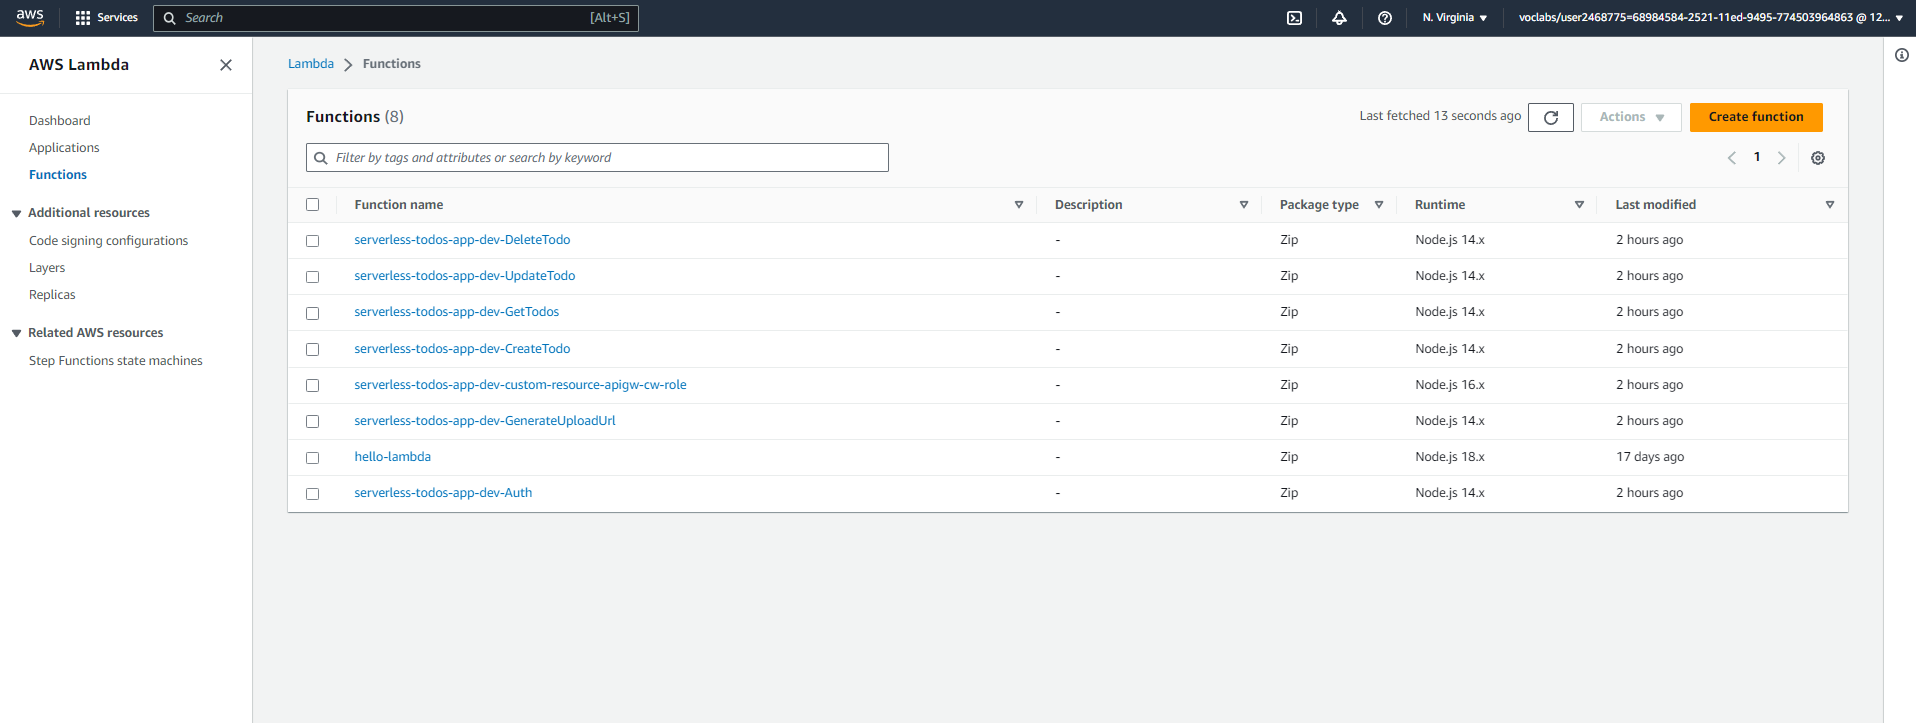 aws Services Search [Alt+S] N. Virginia voclabs/user2468775=68984584-2521-11ed-9495-774503964863 @ 12...
AWS Lambda
Dashboard
Applications
Functions
Additional resources
Code signing configurations
Layers
Replicas
Related AWS resources
Step Functions state machines
Lambda Functions
Functions (8) Last fetched 13 seconds ago Actions Create function
Filter by tags and attributes or search by keyword 1
Function name Description Package type Runtime Last modified
serverless-todos-app-dev-DeleteTodo - Zip Node.js 14.x 2 hours ago
serverless-todos-app-dev-UpdateTodo - Zip Node.js 14.x 2 hours ago
serverless-todos-app-dev-GetTodos - Zip Node.js 14.x 2 hours ago
serverless-todos-app-dev-CreateTodo - Zip Node.js 14.x 2 hours ago
serverless-todos-app-dev-custom-resource-apigw-cw-role - Zip Node.js 16.x 2 hours ago
serverless-todos-app-dev-GenerateUploadUrl - Zip Node.js 14.x 2 hours ago
hello-lambda - Zip Node.js 18.x 17 days ago
serverless-todos-app-dev-Auth - Zip Node.js 14.x 2 hours ago